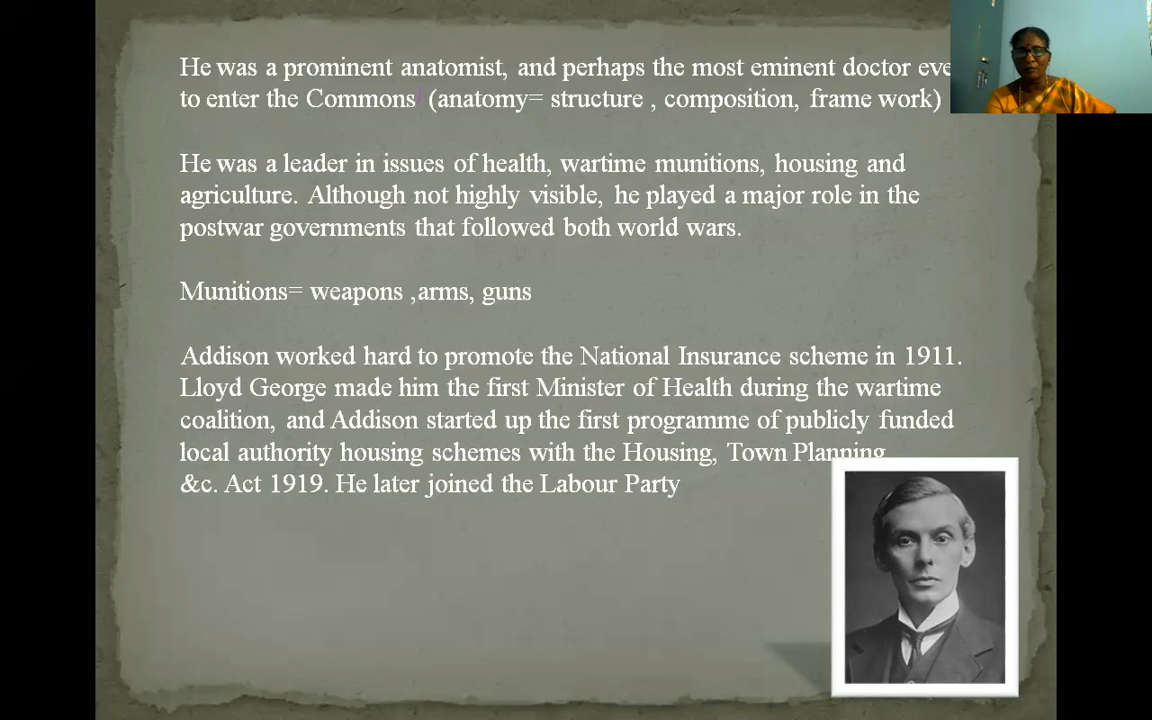 He was a prominent anatomist, and perhaps the most eminent doctor eve
to enter the Commons (anatomy= structure , composition, frame work)
He was a leader in issues of health, wartime munitions, housing and
agriculture. Although not highly visible, he played a major role in the
postwar governments that followed both world wars.
Munitions= weapons ,arms, guns
Addison worked hard to promote the National Insurance scheme in 1911.
Lloyd George made him the first Minister of Health during the wartime
coalition, and Addison started up the first programme of publicly funded
local authority housing schemes with the Housing, Town Planning
&c. Act 1919. He later joined the Labour Party